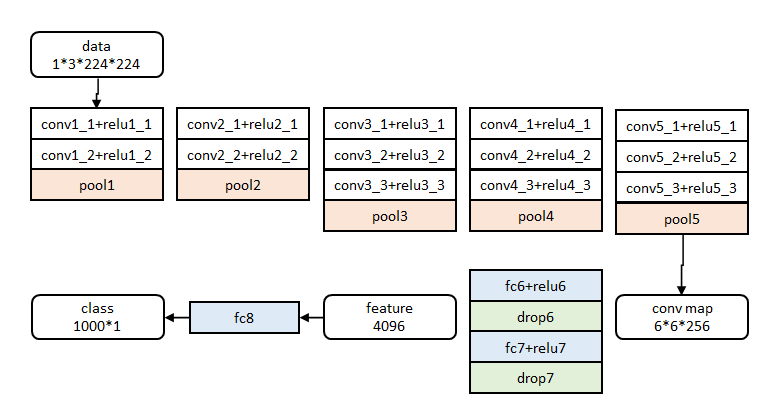 data
1*3*224*224
conv1_1+relu1_1
conv1_2+relu1_2
pool1
conv2_1+relu2_1
conv2_2+relu2_2
pool2
conv3_1+relu3_1
conv3_2+relu3_2
conv3_3+relu3_3
pool3
conv4_1+relu4_1
conv4_2+relu4_2
conv4_3+relu4_3
pool4
conv5_1+relu5_1
conv5_2+relu5_2
conv5_3+relu5_3
pool5
conv map
6*6*256
fc6+relu6
drop6
fc7+relu7
drop7
feature
4096
fc8
class
1000*1